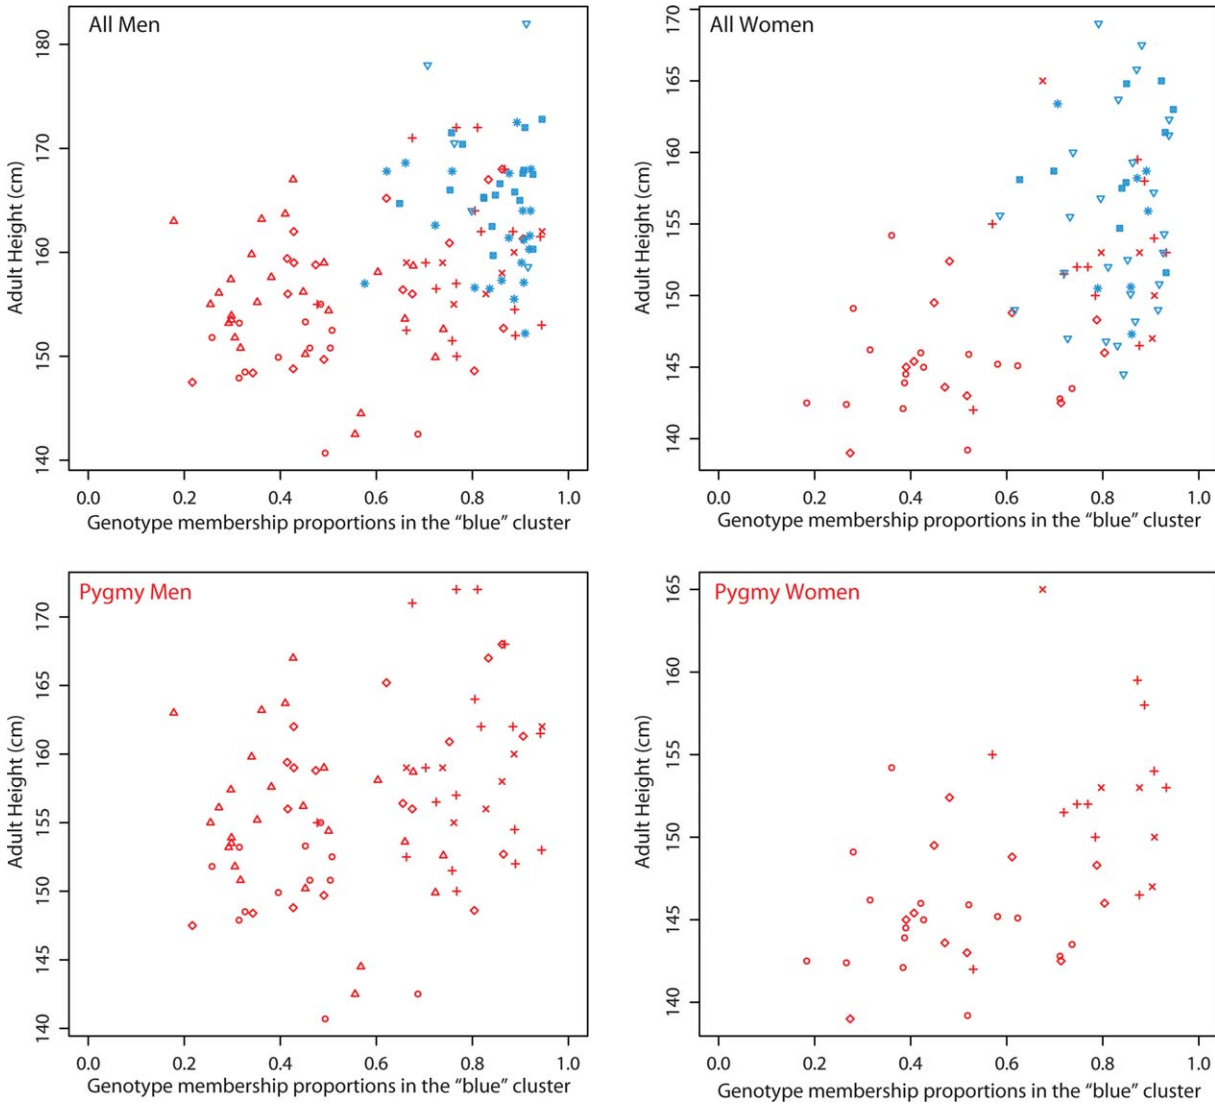 All Men
180
170
160
150
140
Adult Height (cm)
0.0 0.2 0.4 0.6 0.8 1.0
Genotype membership proportions in the “blue” cluster
All Women
170
165
160
155
150
145
140
Adult Height (cm)
0.0 0.2 0.4 0.6 0.8 1.0
Genotype membership proportions in the “blue” cluster
Pygmy Men
170
165
160
155
150
145
140
Adult Height (cm)
0.0 0.2 0.4 0.6 0.8 1.0
Genotype membership proportions in the “blue” cluster
Pygmy Women
165
160
155
150
145
140
Adult Height (cm)
0.0 0.2 0.4 0.6 0.8 1.0
Genotype membership proportions in the “blue” cluster